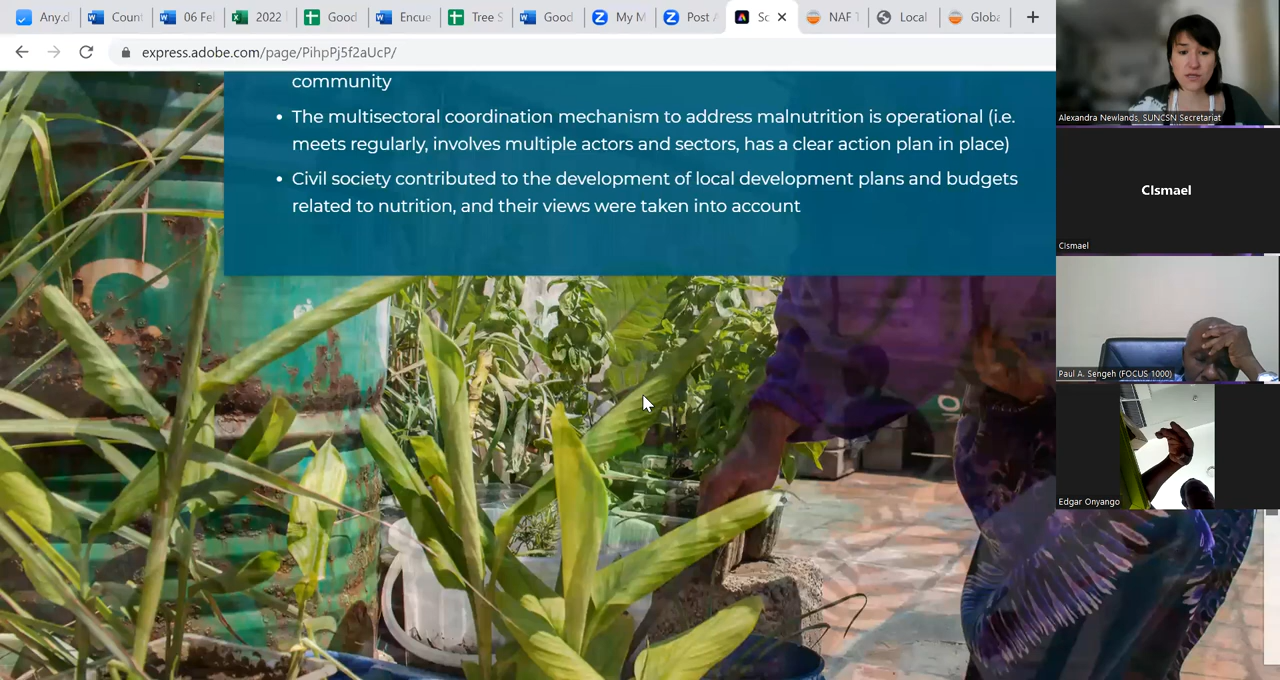 Any.d
Count
06 Fel
2022
Good
Encue
Tree S
Good
My M
Post
Sc
NAF T
Local
Globa
express.adobe.com/page/PihpPj5f2aUcP/
community
• The multisectoral coordination mechanism to address malnutrition is operational (i.e.
meets regularly, involves multiple actors and sectors, has a clear action plan in place)
• Civil society contributed to the development of local development plans and budgets
related to nutrition, and their views were taken into account
Alexandra Newlands, SUNCSN Secretariat
CIsmael
CIsmael
Paul A. Sengeh (FOCUS 1000)
Edgar Onyango